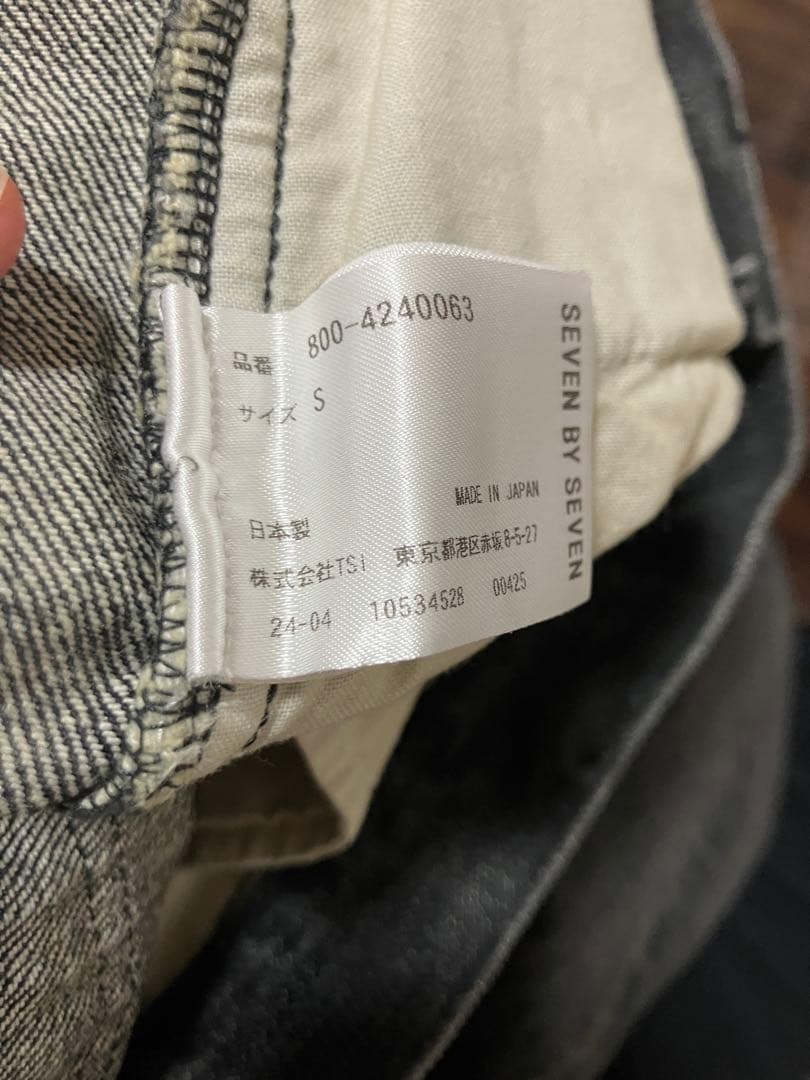 品番 800-4240063
サイズ S
MADE IN JAPAN
日本製
株式会社TSI 東京都港区赤坂8-5-27
24-04 10534528 00425
SEVEN BY SEVEN